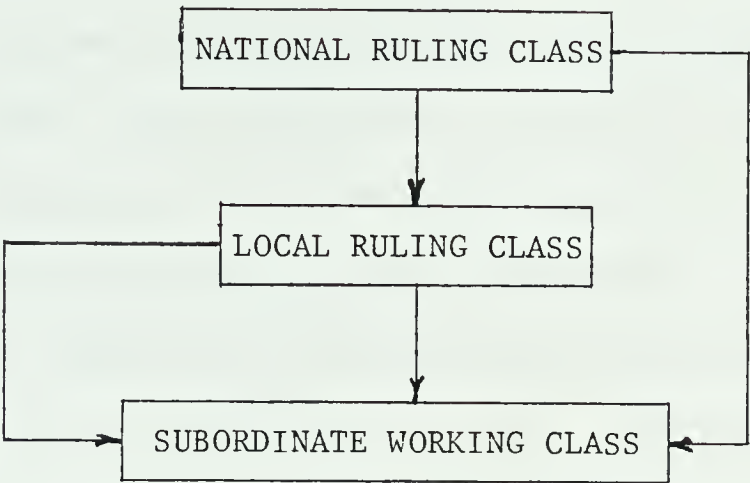 NATIONAL RULING CLASS
LOCAL RULING CLASS
SUBORDINATE WORKING CLASS